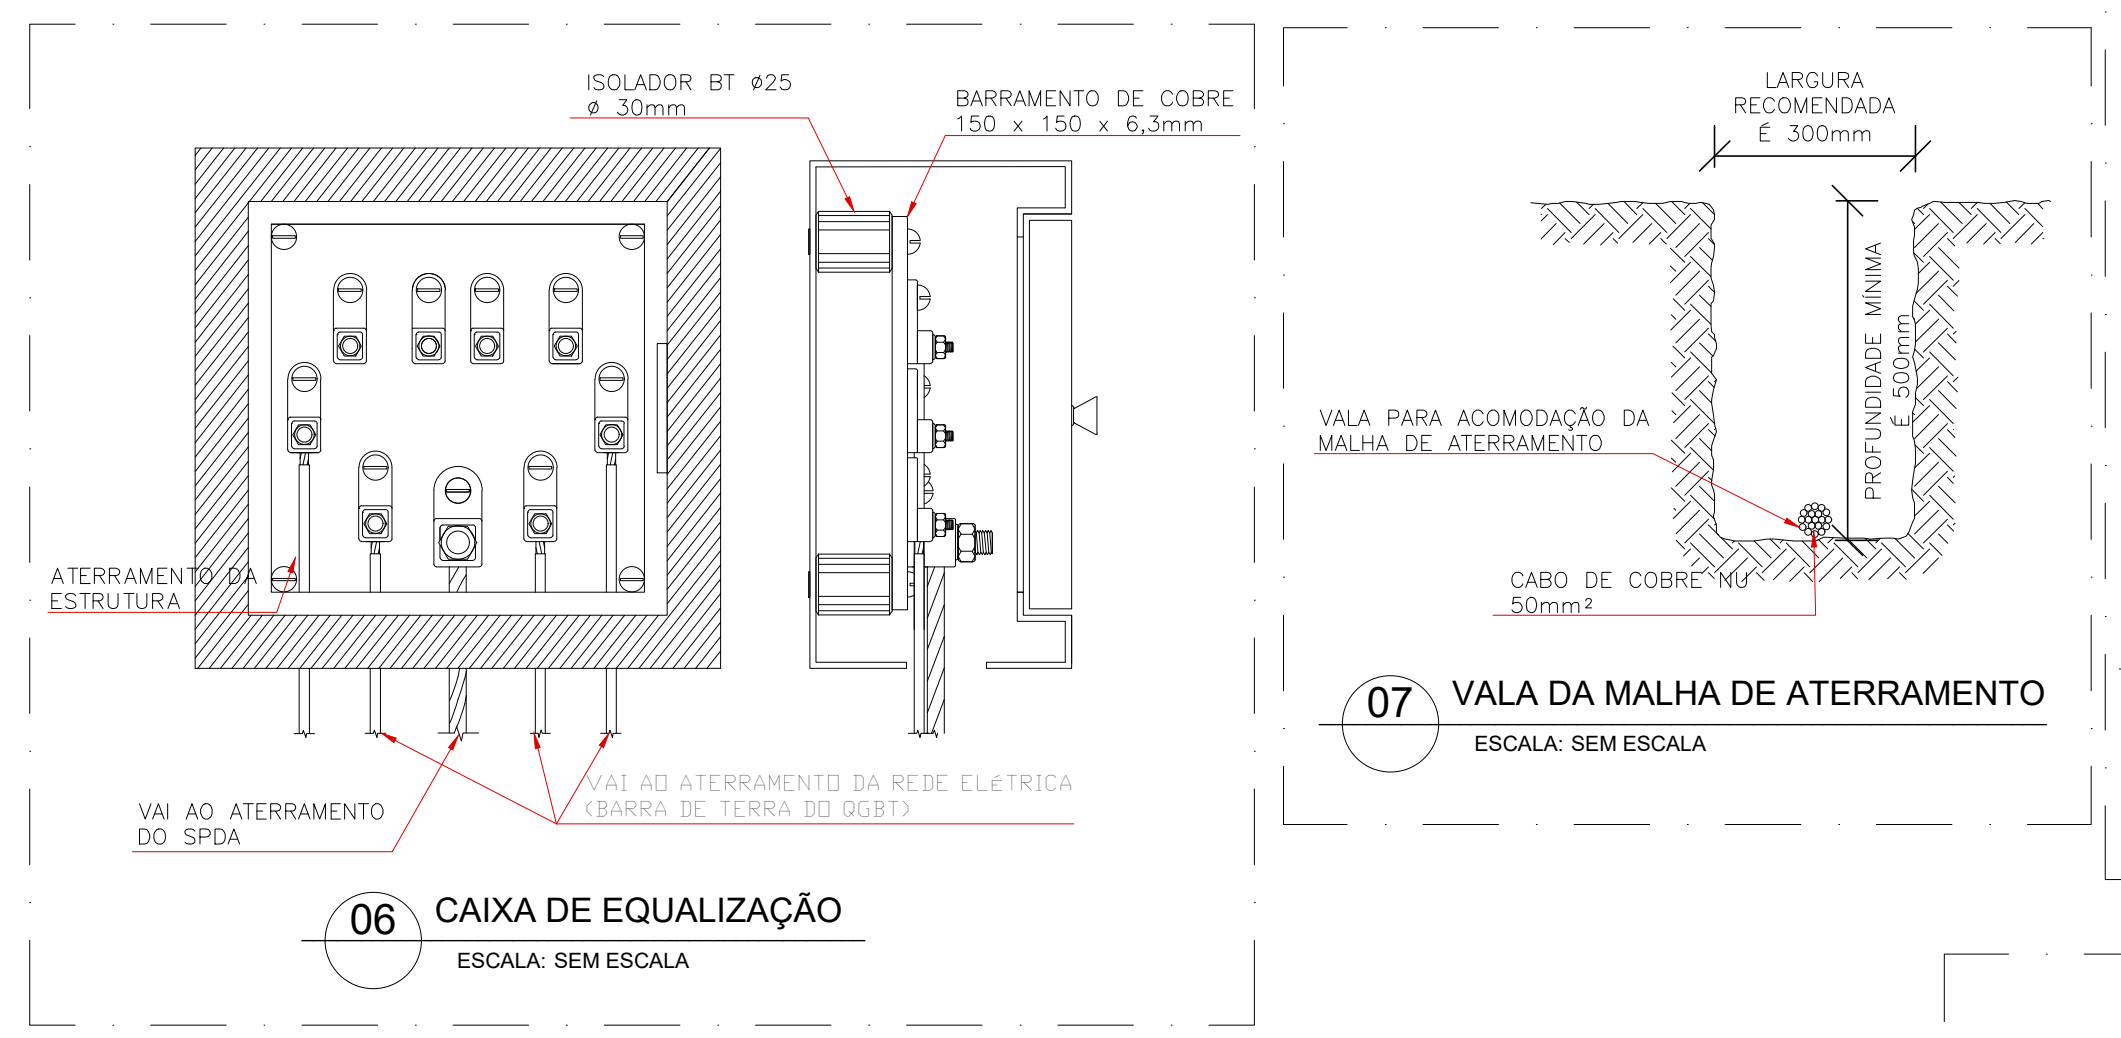 ISOLADOR BT ø25
ø 30mm
BARRAMENTO DE COBRE
150 x 150 x 6,3mm
ATERRAMENTO DA
ESTRUTURA
VAI AO ATERRAMENTO
DO SPDA
VAI AO ATERRAMENTO DA REDE ELéTRICA
(BARRA DE TERRA DO QGBT)
06
CAIXA DE EQUALIZAÇÃO
ESCALA: SEM ESCALA
LARGURA
RECOMENDADA
É 300mm
PROFUNDIDADE MÍNIMA
É 500mm
VALA PARA ACOMODAÇÃO DA
MALHA DE ATERRAMENTO
CABO DE COBRE NU
50mm²
07
VALA DA MALHA DE ATERRAMENTO
ESCALA: SEM ESCALA